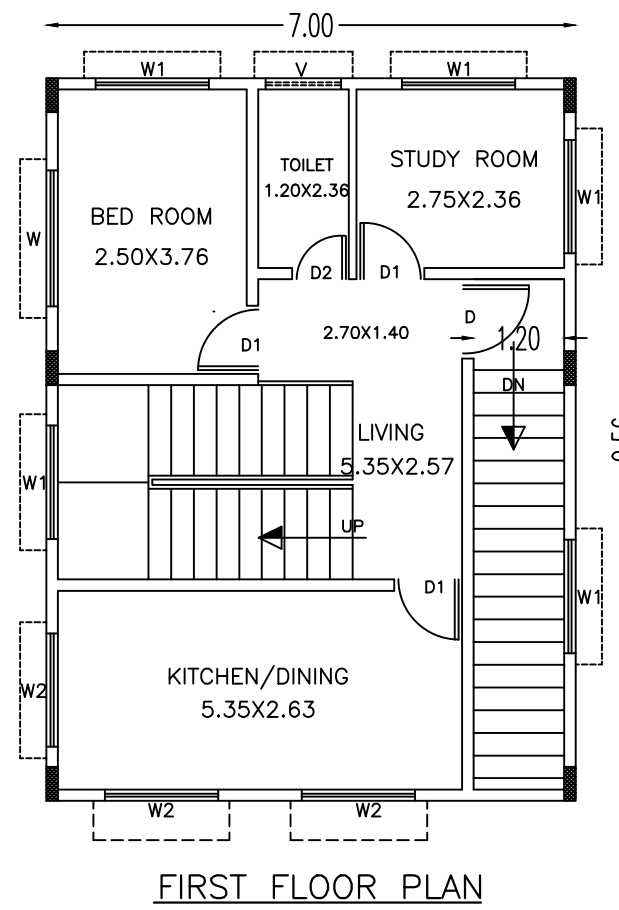 7.00
W1
V
W1
TOILET
1.20X2.36
STUDY ROOM
2.75X2.36
W1
BED ROOM
2.50X3.76
W
D2
D1
D1
2.70X1.40
D
1.20
DN
LIVING
5.35X2.57
W1
UP
D1
W1
KITCHEN/DINING
5.35X2.63
W2
W2
W2
FIRST FLOOR PLAN